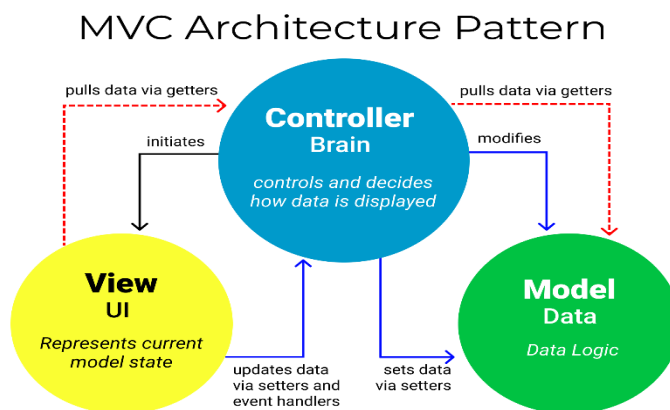 MVC Architecture Pattern
pulls data via getters
pulls data via getters
Controller
Brain
initiates
modifies
controls and decides
how data is displayed
View
UI
Represents current
model state
Model
Data
Data Logic
updates data
via setters and
event handlers
sets data
via setters